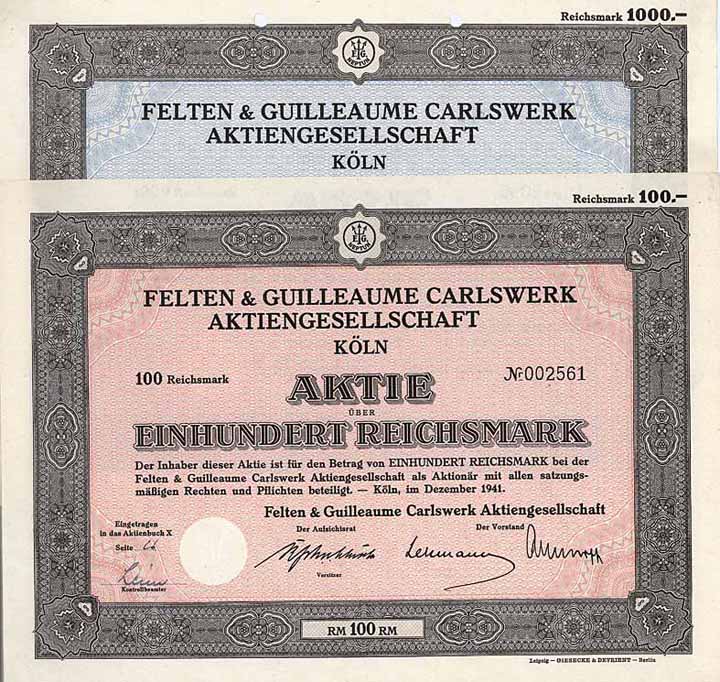 Reichsmark 1000.—
F. G.
NEPTUN
FELTEN & GUILLEAUME CARLSWERK
AKTIENGESELLSCHAFT
KÖLN
Reichsmark 100.—
F. G.
NEPTUN
FELTEN & GUILLEAUME CARLSWERK
AKTIENGESELLSCHAFT
KÖLN
100 Reichsmark
AKTIE
№ 002561
ÜBER
EINHUNDERT REICHSMARK
Der Inhaber dieser Aktie ist für den Betrag von EINHUNDERT REICHSMARK bei der
Felten & Guilleaume Carlswerk Aktiengesellschaft als Aktionär mit allen satzungs-
mäßigen Rechten und Pflichten beteiligt. — Köln, im Dezember 1941.
Felten & Guilleaume Carlswerk Aktiengesellschaft
Eingetragen
in das Aktienbuch X
Seite
Der Aufsichtsrat
Der Vorstand
Lehmann
Vorsitzer
Kontrollbeamter
RM 100 RM
Leipzig — GIESECKE & DEVRIENT — Berlin